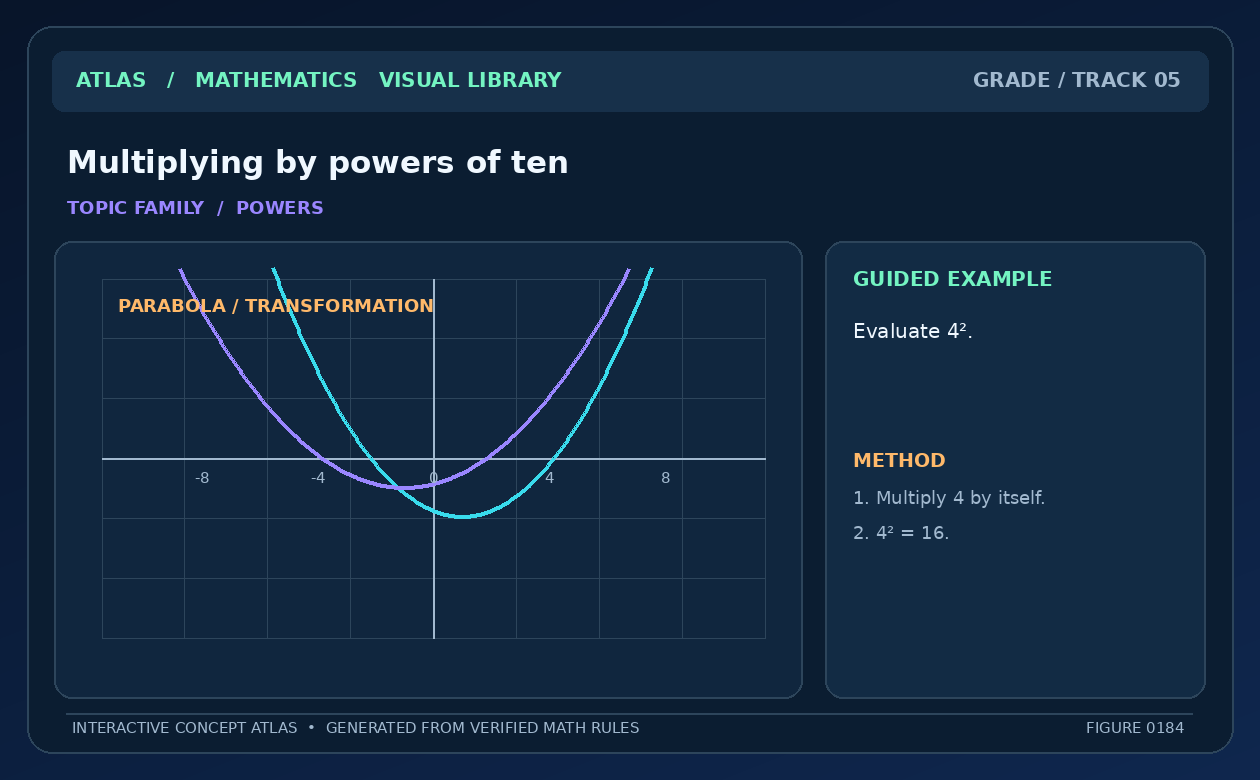 ATLAS / MATHEMATICS VISUAL LIBRARY
GRADE / TRACK 05
Multiplying by powers of ten
TOPIC FAMILY / POWERS
PARABOLA / TRANSFORMATION
-8 -4 0 4 8
GUIDED EXAMPLE
Evaluate 4².
METHOD
1. Multiply 4 by itself.
2. 4² = 16.
INTERACTIVE CONCEPT ATLAS • GENERATED FROM VERIFIED MATH RULES
FIGURE 0184